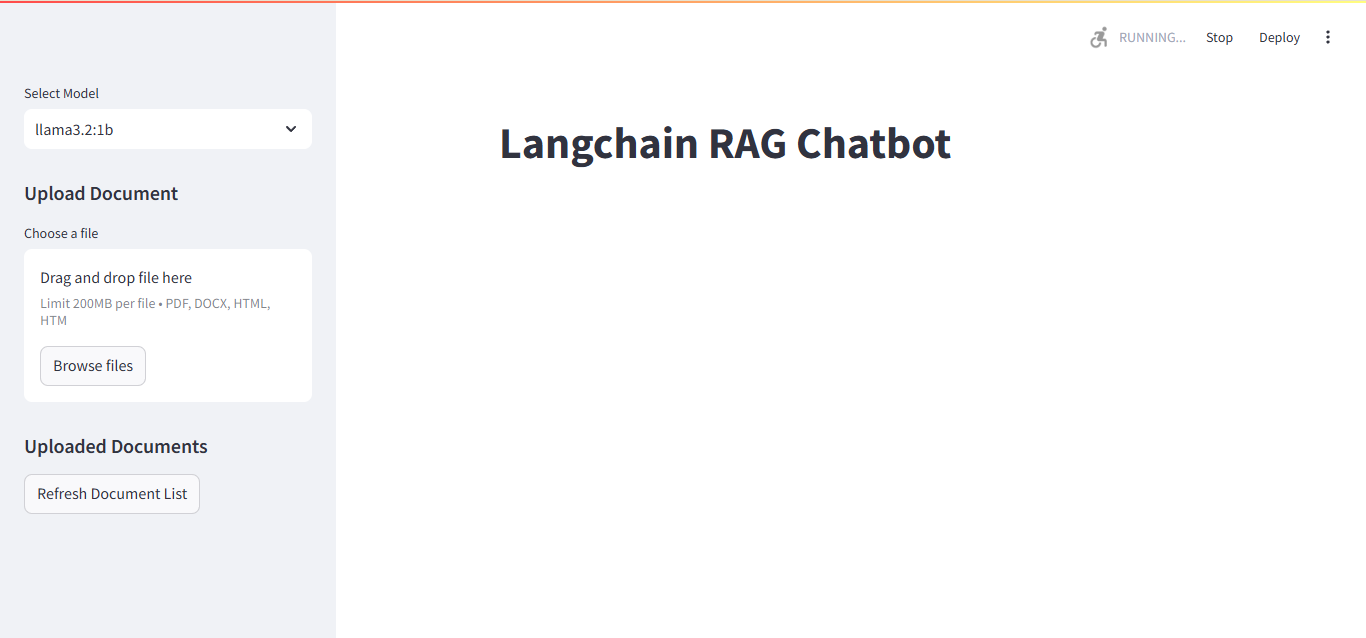 RUNNING...
Stop
Deploy
Select Model
llama3.2:1b
Langchain RAG Chatbot
Upload Document
Choose a file
Drag and drop file here
Limit 200MB per file • PDF, DOCX, HTML,
HTM
Browse files
Uploaded Documents
Refresh Document List